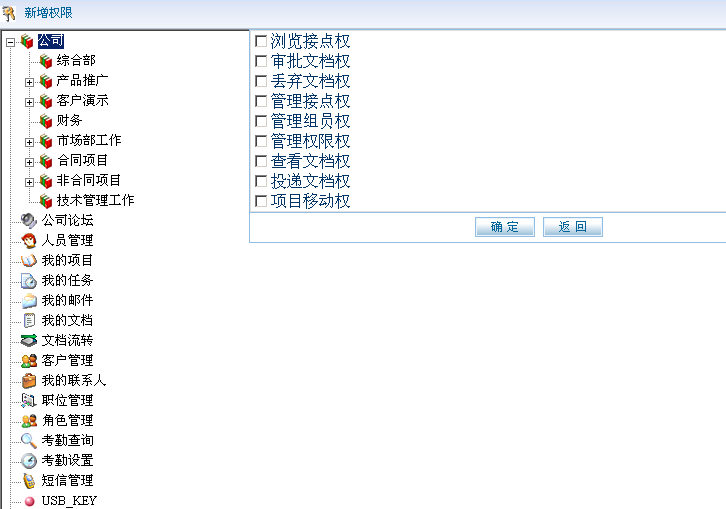 新增权限
公司
综合部
产品推广
客户演示
财务
市场部工作
合同项目
非合同项目
技术管理工作
公司论坛
人员管理
我的项目
我的任务
我的邮件
我的文档
文档流转
客户管理
我的联系人
职位管理
角色管理
考勤查询
考勤设置
短信管理
USB_KEY
浏览接点权
审批文档权
丢弃文档权
管理接点权
管理组员权
管理权限权
查看文档权
投递文档权
项目移动权
确 定 返 回